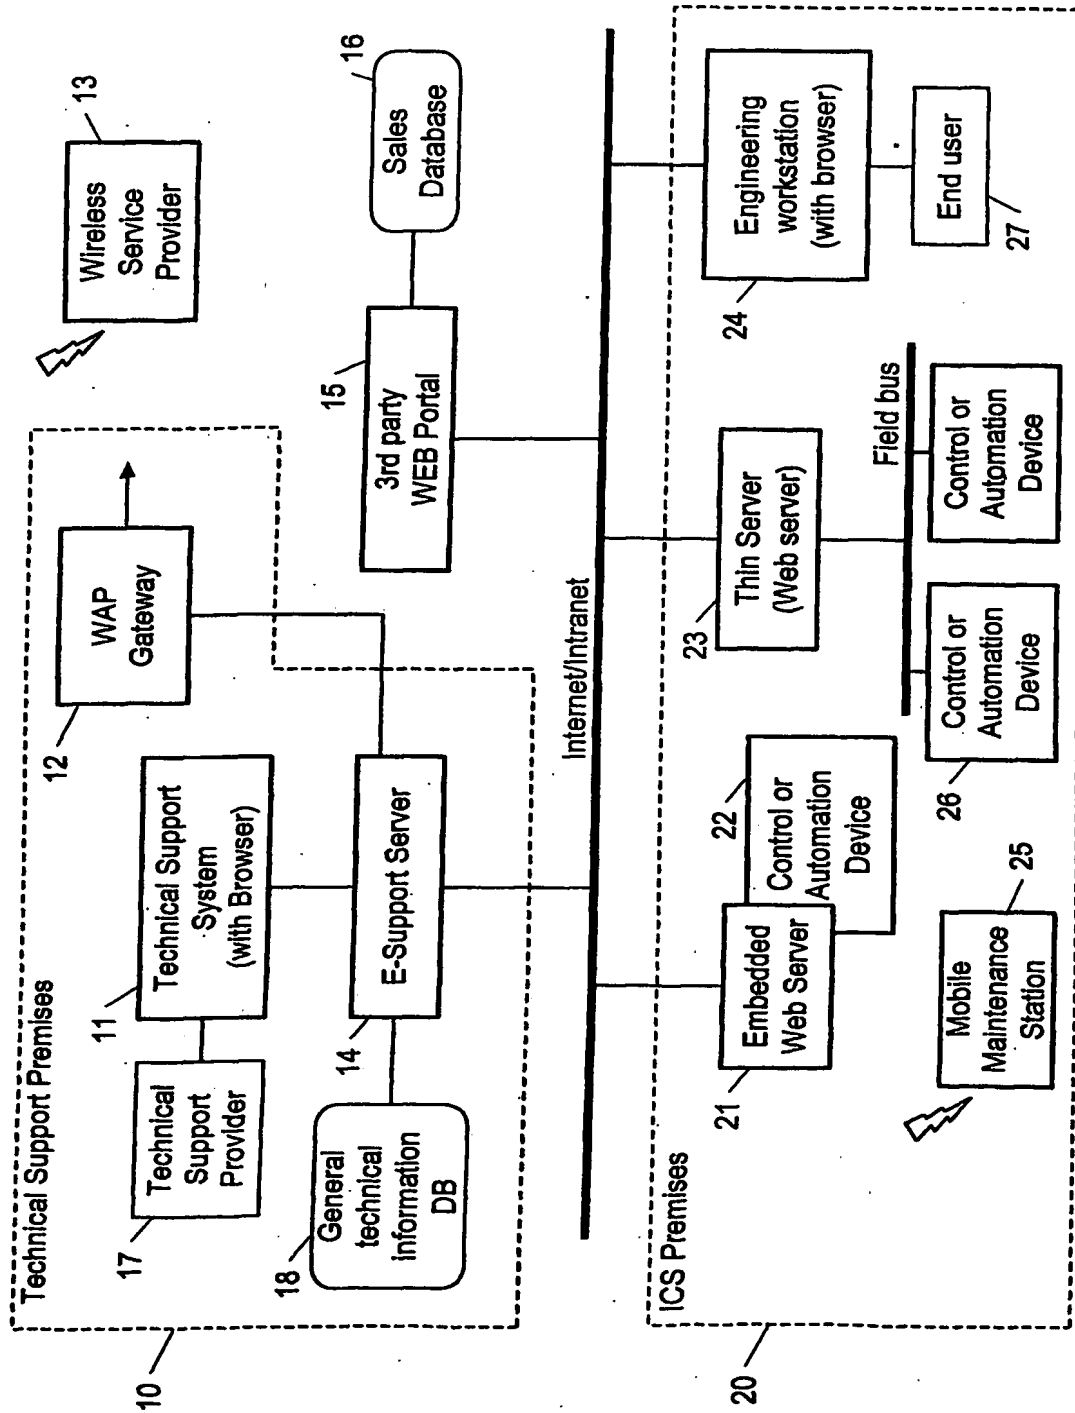 Technical Support Premises
10
17
Technical
Support
Provider
11
Technical Support
System
(with Browser)
12
WAP
Gateway
13
Wireless
Service
Provider
18
General
technical
information
DB
14
E-Support Server
15
3rd party
WEB Portal
16
Sales
Database
Internet/Intranet
ICS Premises
20
21
Embedded
Web Server
22
Control or
Automation
Device
23
Thin Server
(Web server)
24
Engineering
workstation
(with browser)
End user
27
Field bus
25
Mobile
Maintenance
Station
26
Control or
Automation
Device
Control or
Automation
Device